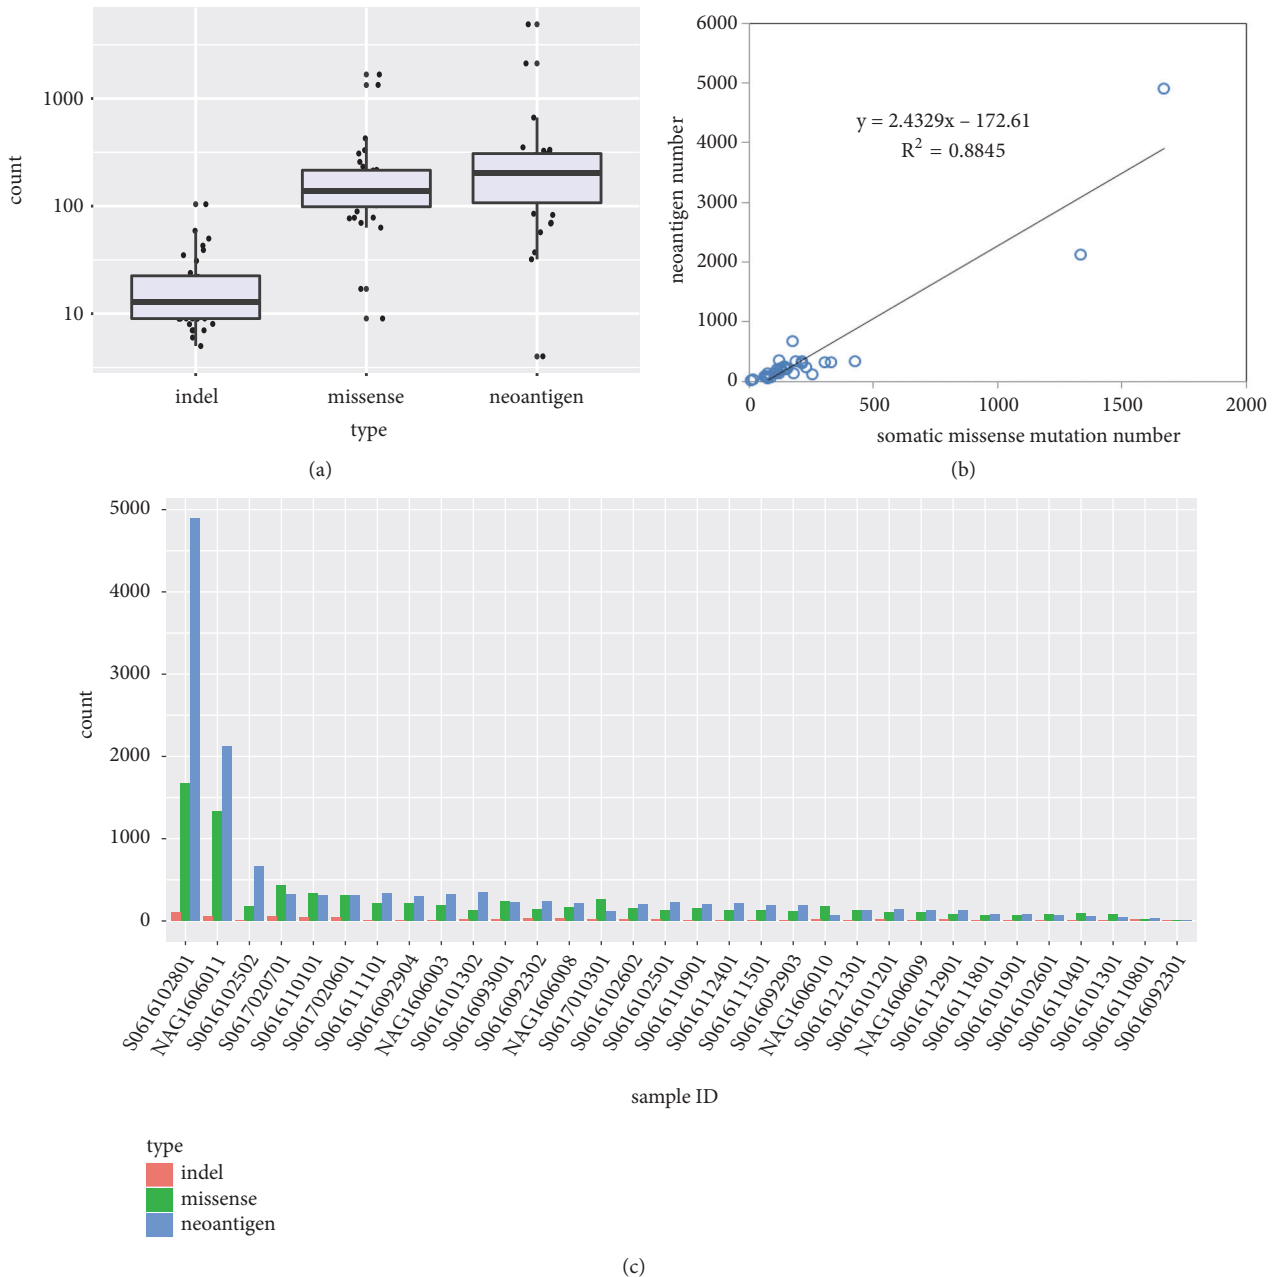 1000
100
10
count
indel missense neoantigen
type
(a)
6000
5000
4000
3000
2000
1000
0
neoantigen number
y = 2.4329x – 172.61
R² = 0.8845
0 500 1000 1500 2000
somatic missense mutation number
(b)
5000
4000
3000
2000
1000
0
count
S0616102801
NAG1606011
S0616102502
S0617020701
S0616110101
S0617020601
S0616111101
S0616092904
NAG1606003
S0616101302
S0616093001
S0616092302
NAG1606008
S0617010301
S0616102602
S0616102501
S0616110901
S0616112401
S0616111501
S0616092903
NAG1606010
S0616121301
S0616101201
NAG1606009
S0616112901
S0616111801
S0616101901
S0616102601
S0616110401
S0616101301
S0616110801
S0616092301
sample ID
type
indel
missense
neoantigen
(c)